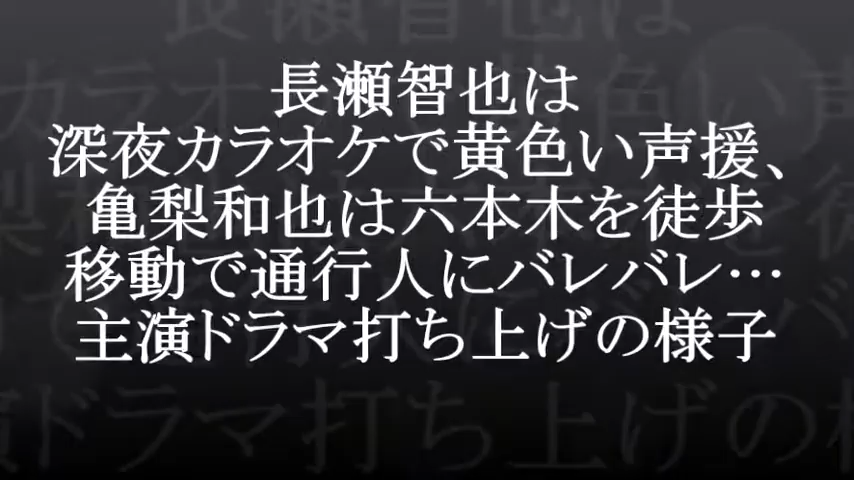 長瀬智也は
深夜カラオケで黄色い声援、
亀梨和也は六本木を徒歩
移動で通行人にバレバレ…
主演ドラマ打ち上げの様子